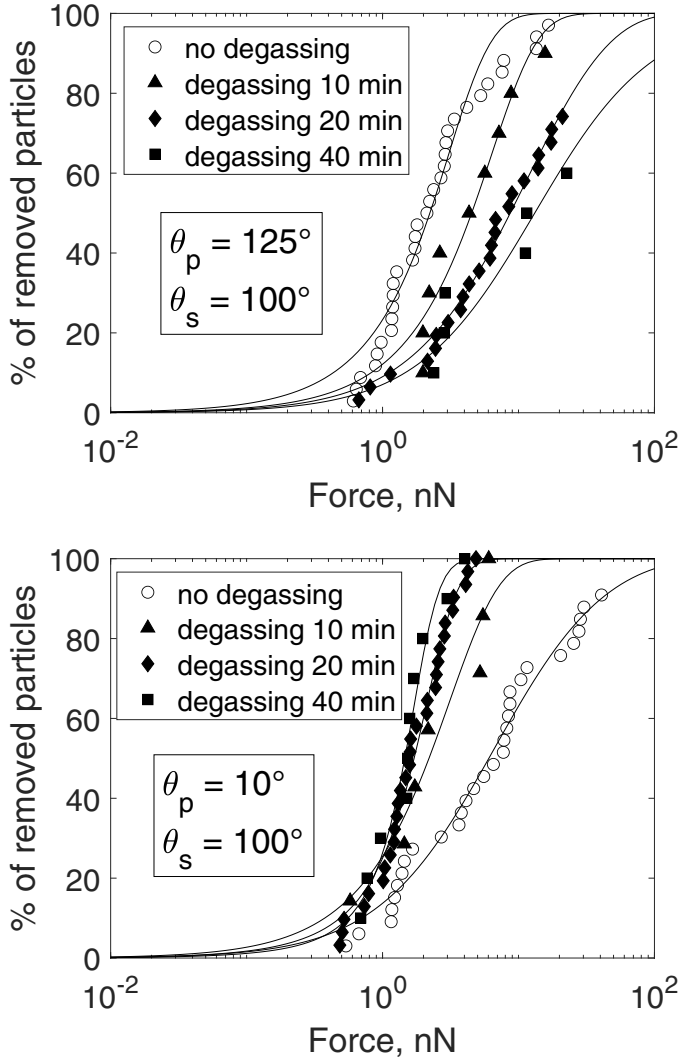 100
80
60
40
20
0
% of removed particles
no degassing
degassing 10 min
degassing 20 min
degassing 40 min
θp = 125°
θs = 100°
10-2
100
102
Force, nN
100
80
60
40
20
0
% of removed particles
no degassing
degassing 10 min
degassing 20 min
degassing 40 min
θp = 10°
θs = 100°
10-2
100
102
Force, nN